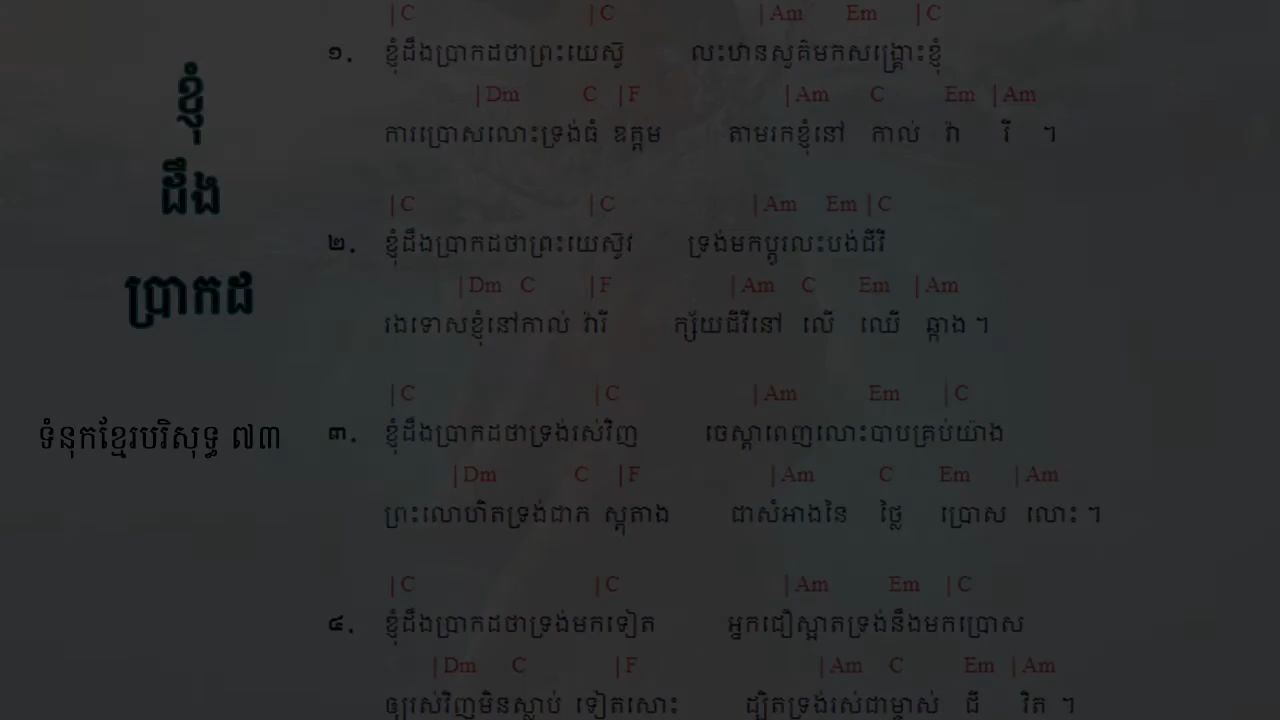 ខ្ញុំ
ដឹង
ប្រាកដ
ទំនុកខ្មែរបរិសុទ្ធ ៧៣
|C |C |Am Em |C
១. ខ្ញុំដឹងប្រាកដថាព្រះយេស៊ូ លះឋានសួគ៌មកសង្គ្រោះខ្ញុំ
|Dm C |F |Am C Em |Am
ការប្រោសលោះទ្រង់ធំ ឧត្តម តាមរកខ្ញុំនៅ កាល់ វ៉ា រី ។
|C |C |Am Em |C
២. ខ្ញុំដឹងប្រាកដថាព្រះយេស៊ូវ ទ្រង់មកប្តូរលះបង់ជីវី
|Dm C |F |Am C Em |Am
រងទោសខ្ញុំនៅកាល់ វ៉ារី ក្ស័យជីវីនៅ លើ ឈើ ឆ្កាង ។
|C |C |Am Em |C
៣. ខ្ញុំដឹងប្រាកដថាទ្រង់រស់វិញ ចេស្តាពេញលោះបាបគ្រប់យ៉ាង
|Dm C |F |Am C Em |Am
ព្រះលោហិតទ្រង់ជាភ ស្តុតាង ជាសំអាងនៃ ថ្លៃ ប្រោស លោះ ។
|C |C |Am Em |C
៤. ខ្ញុំដឹងប្រាកដថាទ្រង់មកទៀត អ្នកជឿស្អាតទ្រង់នឹងមកប្រោស
|Dm C |F |Am C Em |Am
ឲ្យរស់វិញមិនស្លាប់ ទៀតសោះ ដ្បិតទ្រង់រស់ជាម្ចាស់ ជី វិត ។